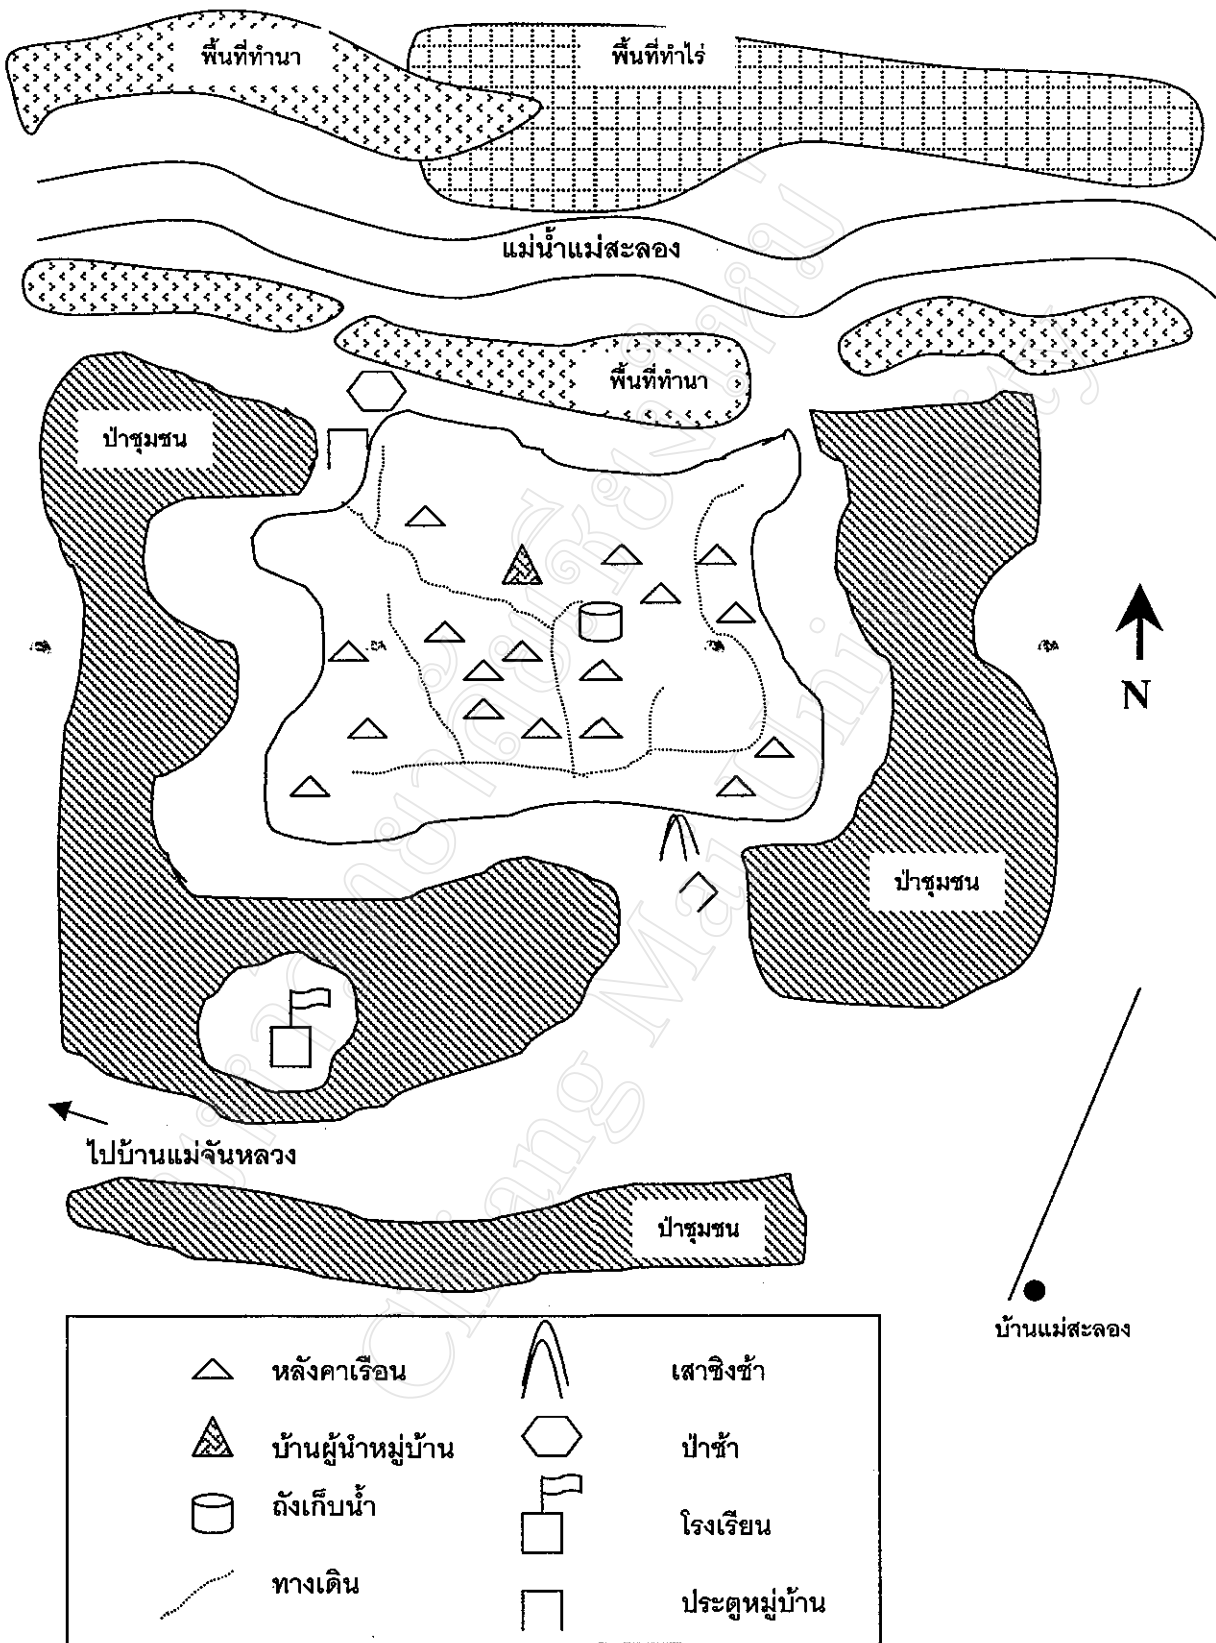 พื้นที่ทำนา
พื้นที่ทำไร่
แม่น้ำแม่สะลอง
พื้นที่ทำนา
ป่าชุมชน
N
ป่าชุมชน
ไปบ้านแม่จันหลวง
ป่าชุมชน
บ้านแม่สะลอง
หลังคาเรือน
เสาชิงช้า
บ้านผู้นำหมู่บ้าน
ป่าช้า
ถังเก็บน้ำ
โรงเรียน
ทางเดิน
ประตูหมู่บ้าน
Chiang Mai University